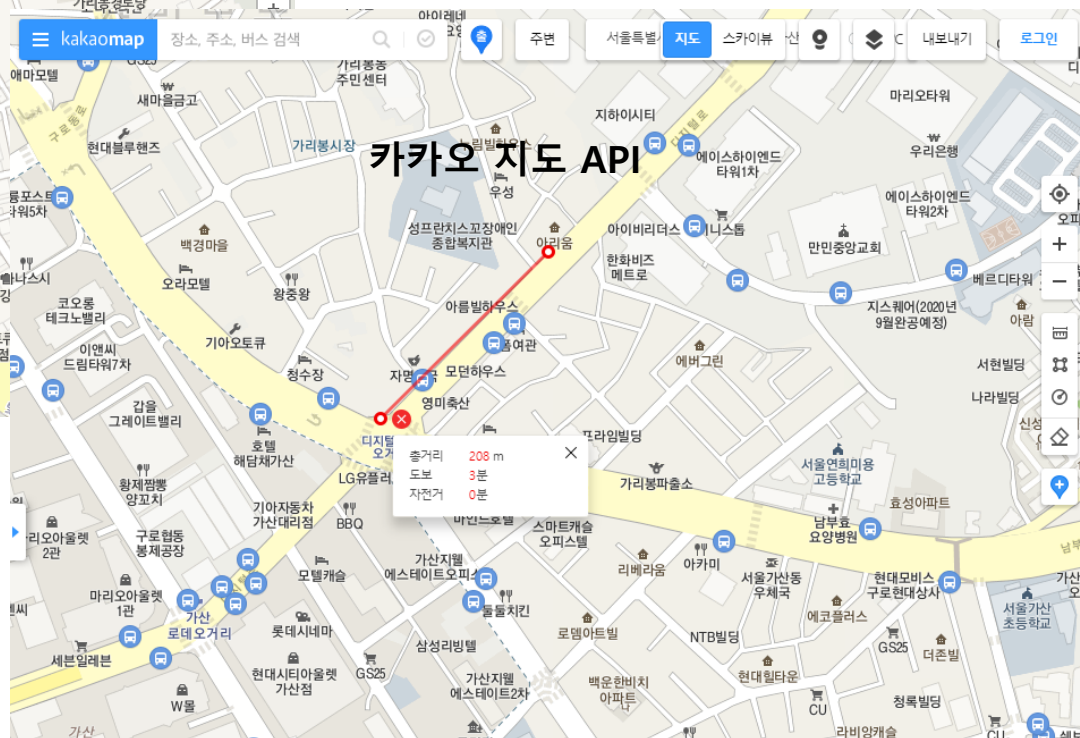 kakaomap
장소, 주소, 버스 검색
주변
서울특별시
지도
스카이뷰
내보내기
로그인
애마모텔
GS25
가리봉동
주민센터
새마을금고
구로동로
현대블루핸즈
가리봉시장
카카오 지도 API
우성
지하이시티
디지털로
마리오타워
우리은행
에이스하이엔드
타워1차
에이스하이엔드
타워2차
백경마을
성프란치스꼬장애인
종합복지관
아리움
아이비리더스
미니스톱
만민중앙교회
한화비즈
메트로
베르디타워
오라모텔
왕중왕
코오롱
테크노밸리
아름빌하우스
지스퀘어(2020년
9월완공예정)
아람
기아오토큐
이앤씨
드림타워7차
에버그린
서현빌딩
청수장
모던하우스
나라빌딩
갑을
그레이트밸리
영미축산
총거리 208 m
도보 3분
자전거 0분
프라임빌딩
호텔
해담채가산
서울연희미용
고등학교
가리봉파출소
황제짬뽕
양꼬치
효성아파트
기아자동차
가산대리점
BBQ
마인드호텔
스마트캐슬
오피스텔
남부효
요양병원
구로협동
봉제공장
모텔캐슬
가산지웰
에스테이트오피스
리베라움
아카미
서울가산동
우체국
현대모비스
구로현대상사
마리오아울렛
1관
가산
로데오거리
롯데시네마
둘둘치킨
에코플러스
서울가산
초등학교
로뎀아트빌
NTB빌딩
세븐일레븐
삼성리빙텔
GS25
더존빌
현대시티아울렛
가산점
GS25
가산지웰
에스테이트2차
현대힐타운
백운한비치
아파트
W몰
CU
청록빌딩
가산
라비앙캐슬
CU